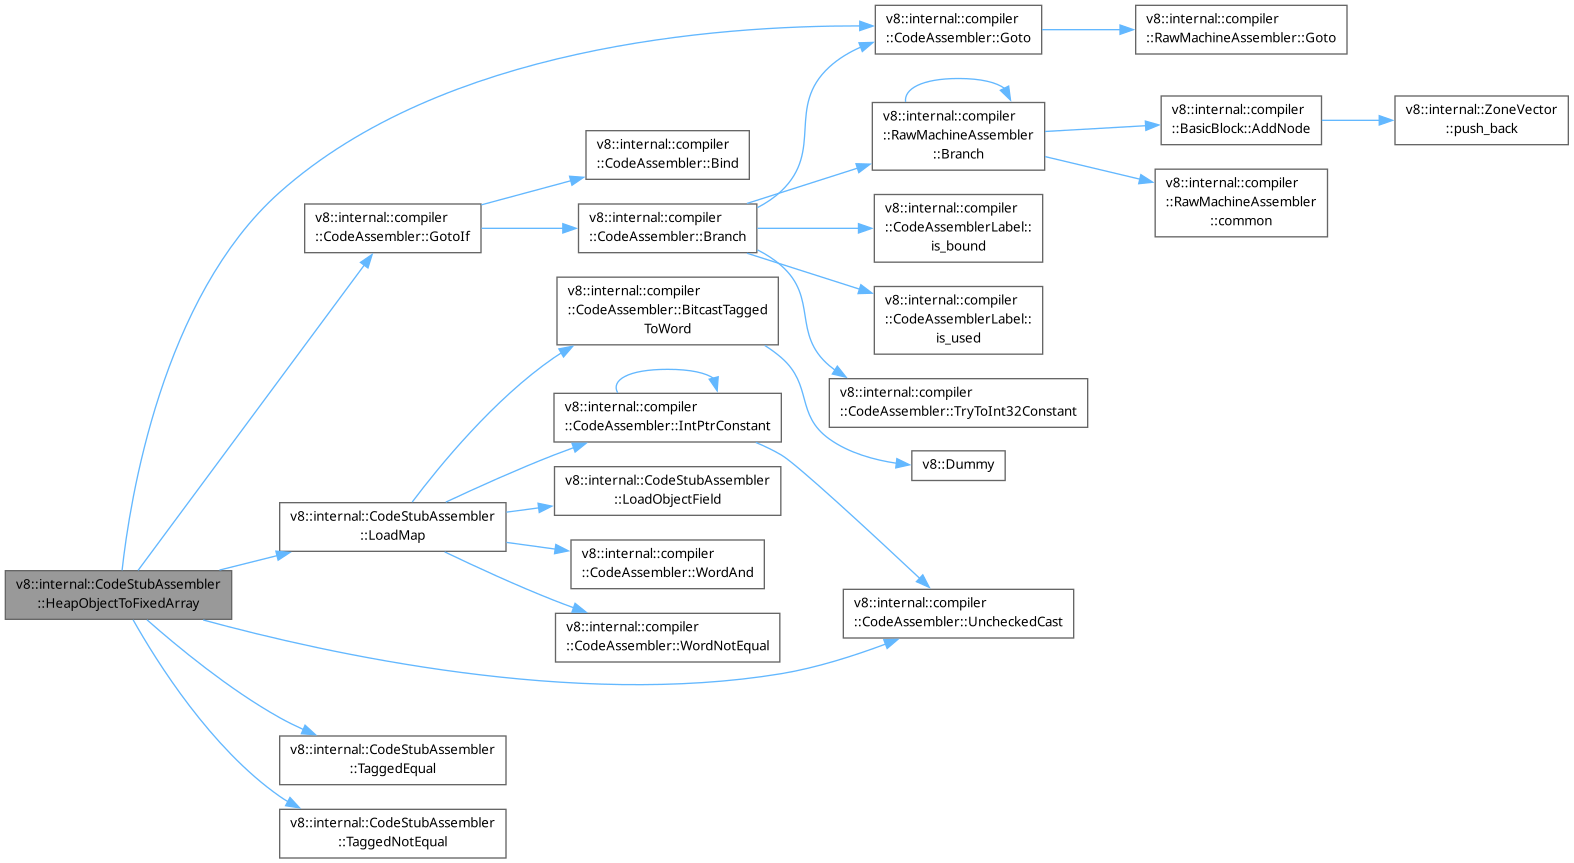 v8::internal::compiler
::CodeAssembler::Goto
v8::internal::compiler
::RawMachineAssembler::Goto
v8::internal::compiler
::RawMachineAssembler
::Branch
v8::internal::compiler
::BasicBlock::AddNode
v8::internal::ZoneVector
::push_back
v8::internal::compiler
::CodeAssembler::Bind
v8::internal::compiler
::RawMachineAssembler
::common
v8::internal::compiler
::CodeAssembler::GotoIf
v8::internal::compiler
::CodeAssembler::Branch
v8::internal::compiler
::CodeAssemblerLabel::
is_bound
v8::internal::compiler
::CodeAssembler::BitcastTagged
ToWord
v8::internal::compiler
::CodeAssemblerLabel::
is_used
v8::internal::compiler
::CodeAssembler::TryToInt32Constant
v8::internal::compiler
::CodeAssembler::IntPtrConstant
v8::Dummy
v8::internal::CodeStubAssembler
::LoadObjectField
v8::internal::CodeStubAssembler
::LoadMap
v8::internal::compiler
::CodeAssembler::WordAnd
v8::internal::CodeStubAssembler
::HeapObjectToFixedArray
v8::internal::compiler
::CodeAssembler::UncheckedCast
v8::internal::compiler
::CodeAssembler::WordNotEqual
v8::internal::CodeStubAssembler
::TaggedEqual
v8::internal::CodeStubAssembler
::TaggedNotEqual